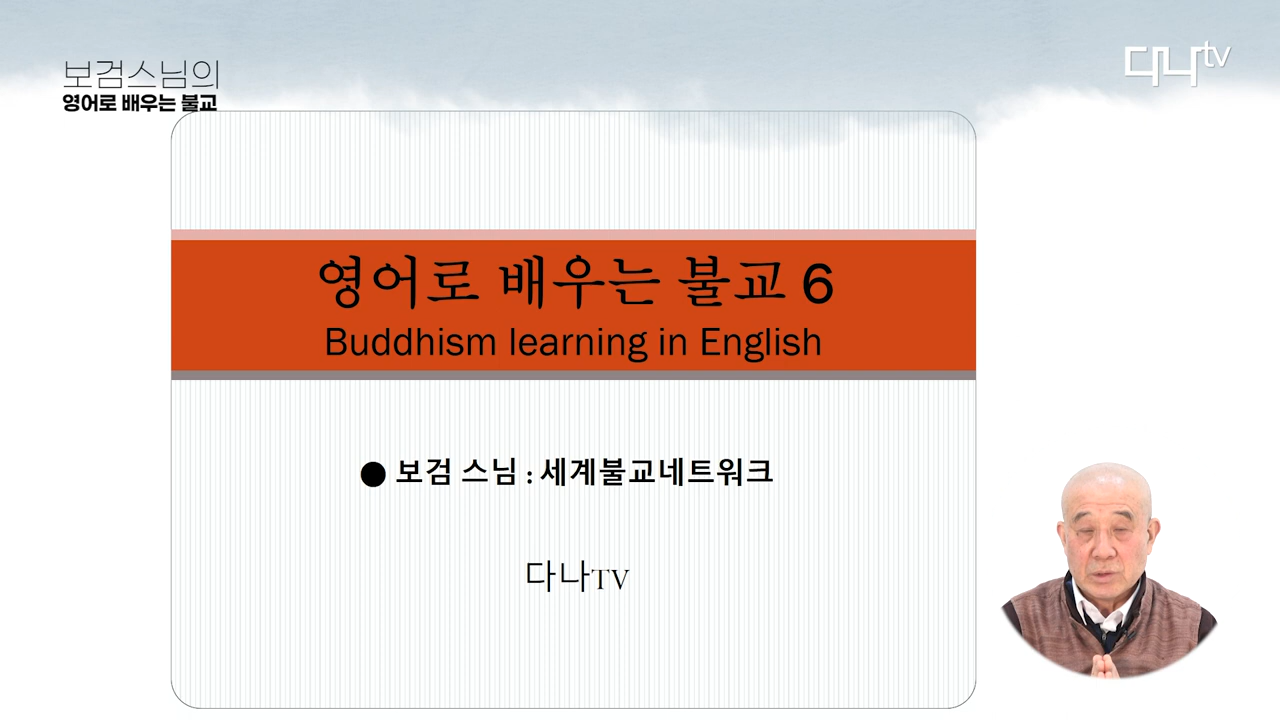 보검스님의
영어로 배우는 불교
다나tv
영어로 배우는 불교 6
Buddhism learning in English
● 보검 스님 : 세계불교네트워크
다나TV